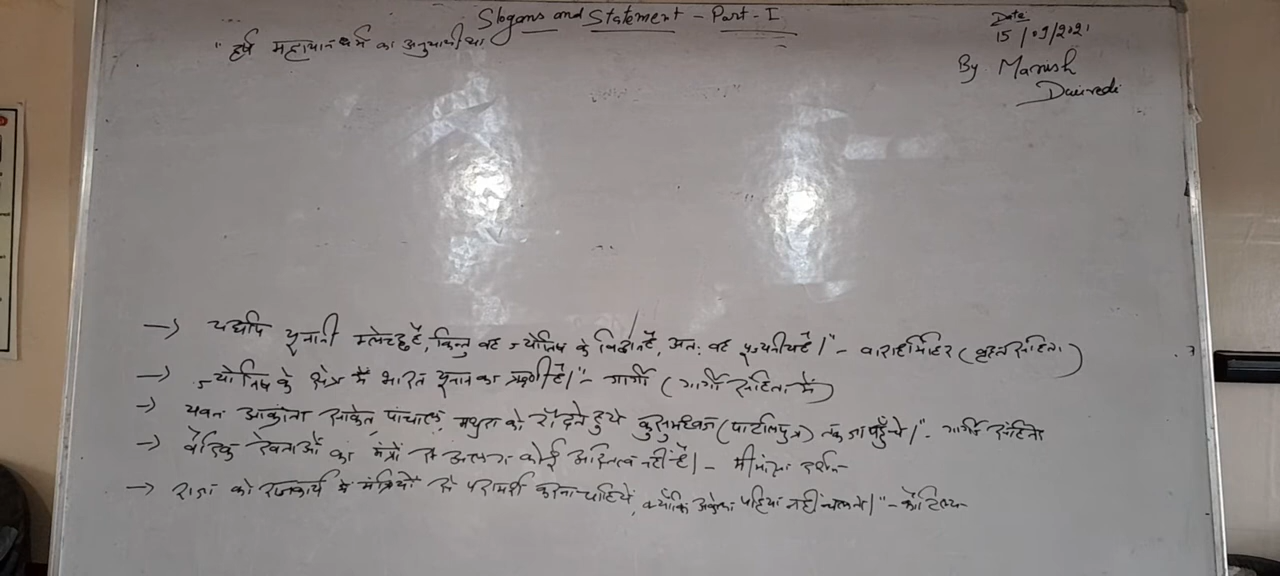 Slogans and Statement - Part - I
Date
15/09/2021
By Manish
Dwivedi
"हर्ष महायान धर्म का अनुयायी था
-> यद्यपि यूनानी म्लेच्छ हैं, किन्तु वह ज्योतिष के विद्वान हैं, अतः वह पूज्यनीय हैं।" - वाराहमिहिर (वृहत संहिता)
-> ज्योतिष के क्षेत्र में भारत यूनान का ऋणी है।" - गार्गी (गार्गी संहिता में)
-> यवन आक्रांता साकेत, पांचाल, मथुरा को रौंदते हुये कुसुमध्वज (पाटलिपुत्र) तक जा पहुँचे।" - गार्गी संहिता
-> वैदिक देवताओं का मंत्रों से अलग कोई अस्तित्व नहीं है। - मीमांसा दर्शन
-> राजा को राजकार्य में मंत्रियों से परामर्श करना चाहिये, क्योंकि अकेला पहिया नहीं चलता।" - कौटिल्य